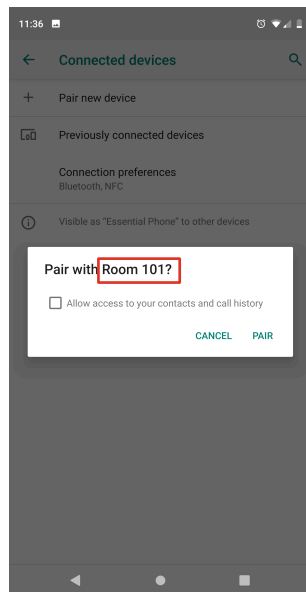 11:36
Connected devices
Pair new device
Previously connected devices
Connection preferences
Bluetooth, NFC
Visible as "Essential Phone" to other devices
Pair with Room 101?
Allow access to your contacts and call history
CANCEL PAIR